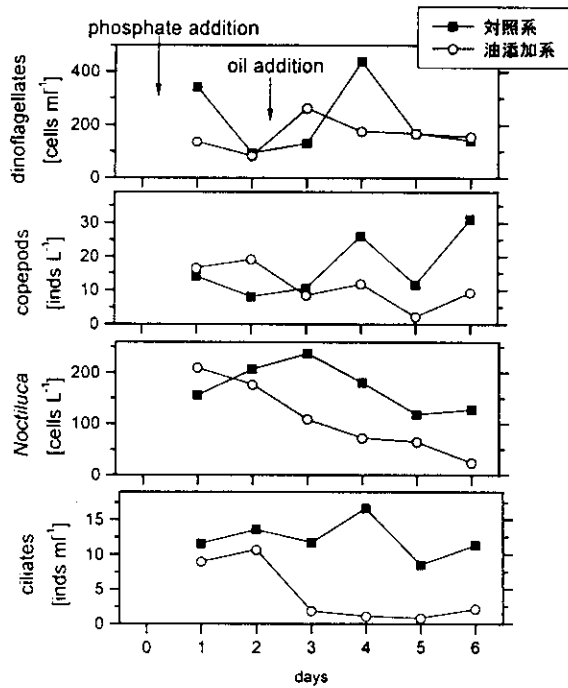 phosphate addition
対照系
油添加系
oil addition
dinoflagellates
[cells ml⁻¹]
400
200
0
copepods
[inds L⁻¹]
30
20
10
0
Noctiluca
[cells L⁻¹]
200
100
0
ciliates
[inds ml⁻¹]
15
10
5
0
0 1 2 3 4 5 6
days